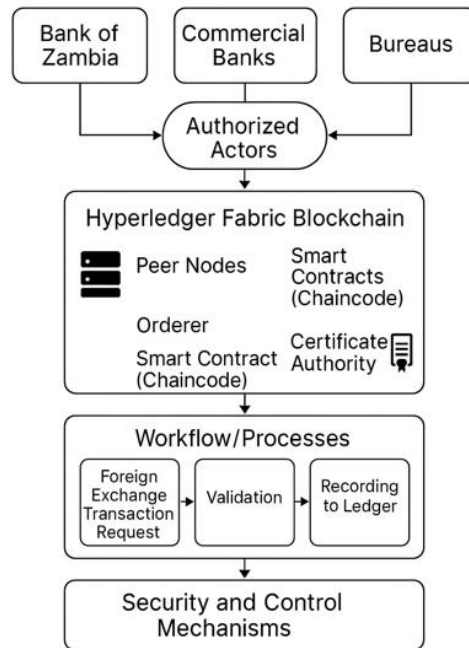 Bank of
Zambia
Commercial
Banks
Bureaus
Authorized
Actors
Hyperledger Fabric Blockchain
Peer Nodes
Smart
Contracts
(Chaincode)
Orderer
Smart Contract
(Chaincode)
Certificate
Authority
Workflow/Processes
Foreign
Exchange
Transaction
Request
Validation
Recording
to Ledger
Security and Control
Mechanisms